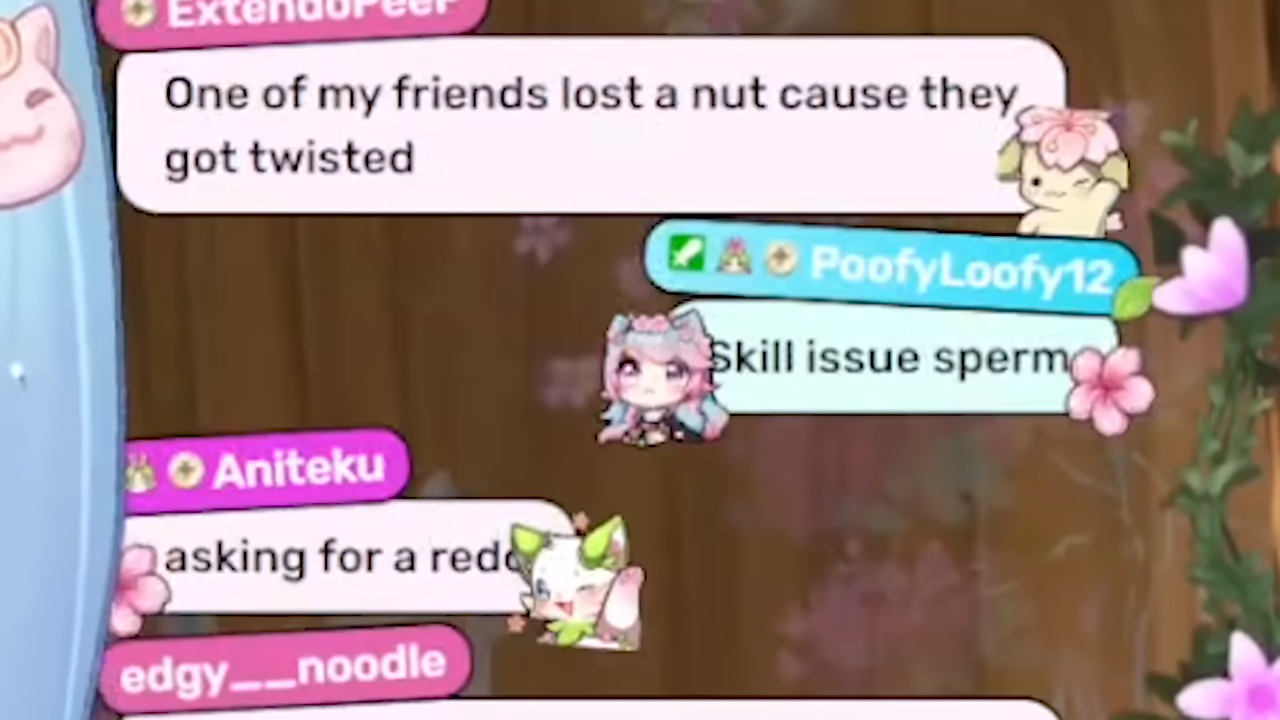 ExtendoPeeP
One of my friends lost a nut cause they
got twisted
PoofyLoofy12
Skill issue sperm
Aniteku
asking for a redo
edgy__noodle